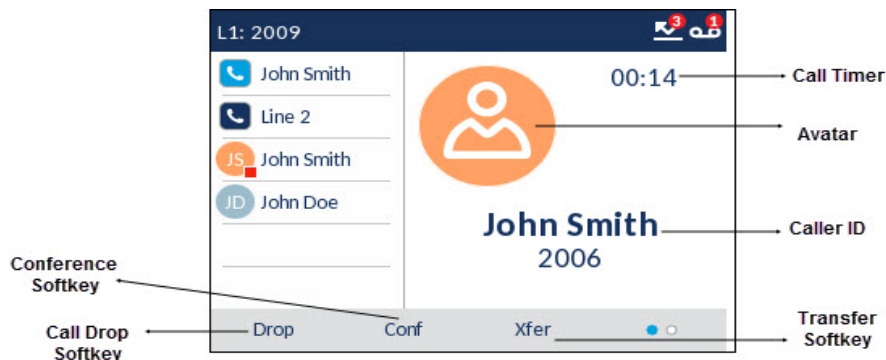 L1: 2009
3
1
John Smith
00:14
Call Timer
Line 2
Avatar
JS John Smith
JD John Doe
John Smith
Caller ID
2006
Conference
Softkey
Transfer
Softkey
Call Drop
Softkey
Drop Conf Xfer